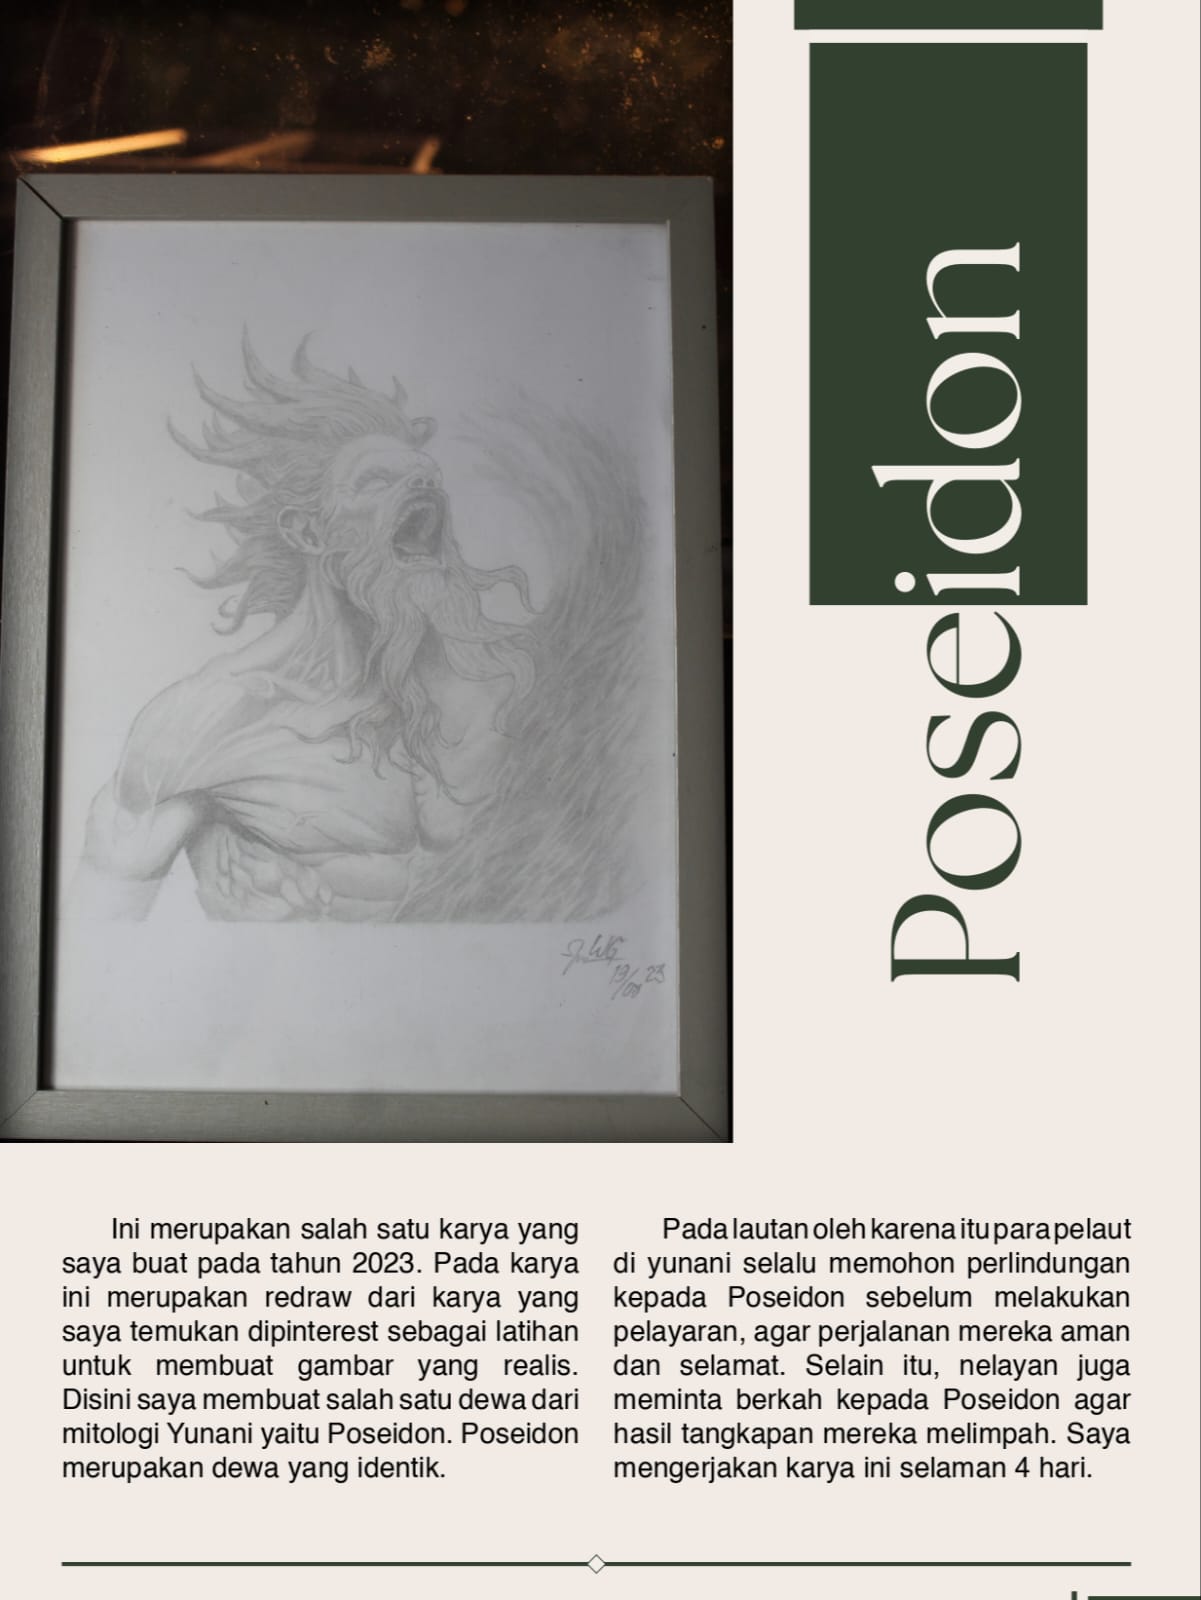 Poseidon
19/00 23
Ini merupakan salah satu karya yang
saya buat pada tahun 2023. Pada karya
ini merupakan redraw dari karya yang
saya temukan dipinterest sebagai latihan
untuk membuat gambar yang realis.
Disini saya membuat salah satu dewa dari
mitologi Yunani yaitu Poseidon. Poseidon
merupakan dewa yang identik.
Pada lautan oleh karena itu para pelaut
di yunani selalu memohon perlindungan
kepada Poseidon sebelum melakukan
pelayaran, agar perjalanan mereka aman
dan selamat. Selain itu, nelayan juga
meminta berkah kepada Poseidon agar
hasil tangkapan mereka melimpah. Saya
mengerjakan karya ini selaman 4 hari.